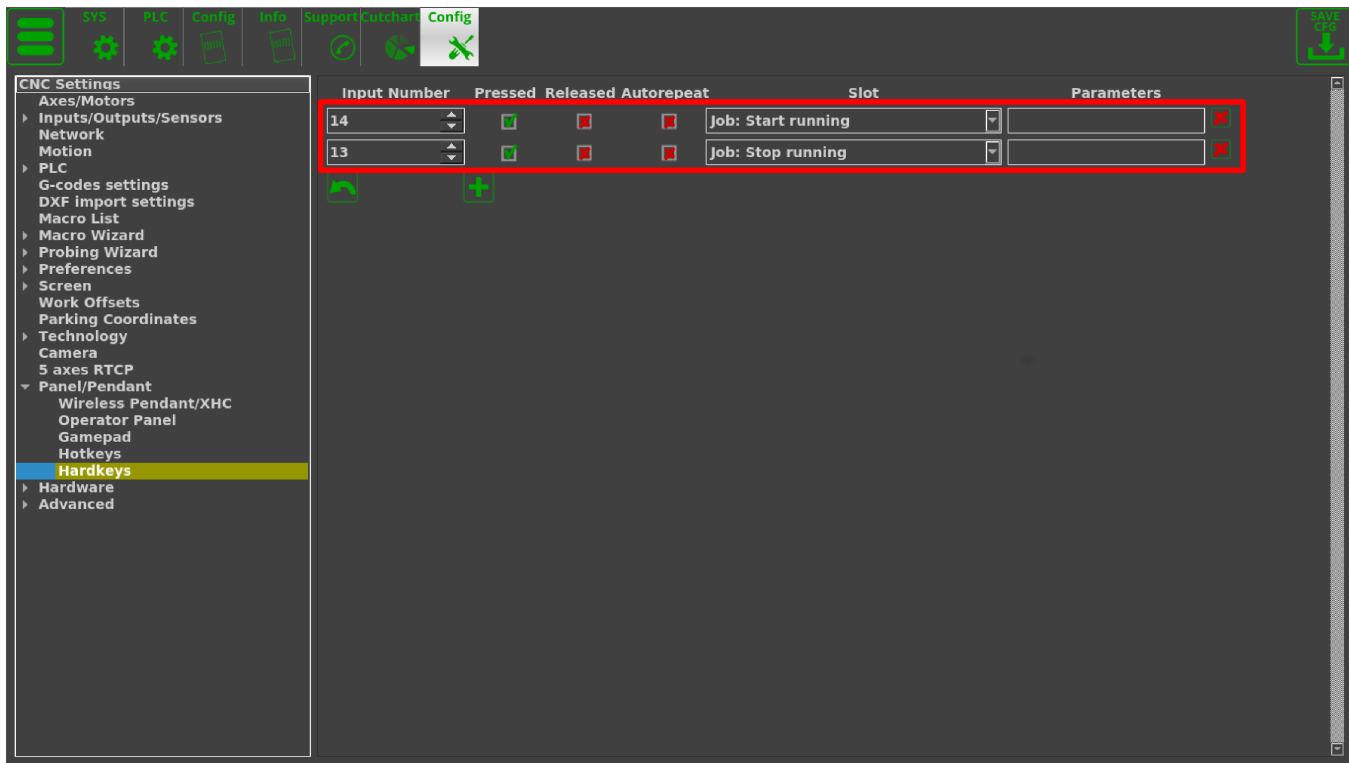 SYS PLC Config Info Support Cutchart Config SAVE
CFG
CNC Settings
Axes/Motors
Inputs/Outputs/Sensors
Network
Motion
PLC
G-codes settings
DXF import settings
Macro List
Macro Wizard
Probing Wizard
Preferences
Screen
Work Offsets
Parking Coordinates
Technology
Camera
5 axes RTCP
Panel/Pendant
Wireless Pendant/XHC
Operator Panel
Gamepad
Hotkeys
Hardkeys
Hardware
Advanced
Input Number Pressed Released Autorepeat Slot Parameters
14 Job: Start running
13 Job: Stop running